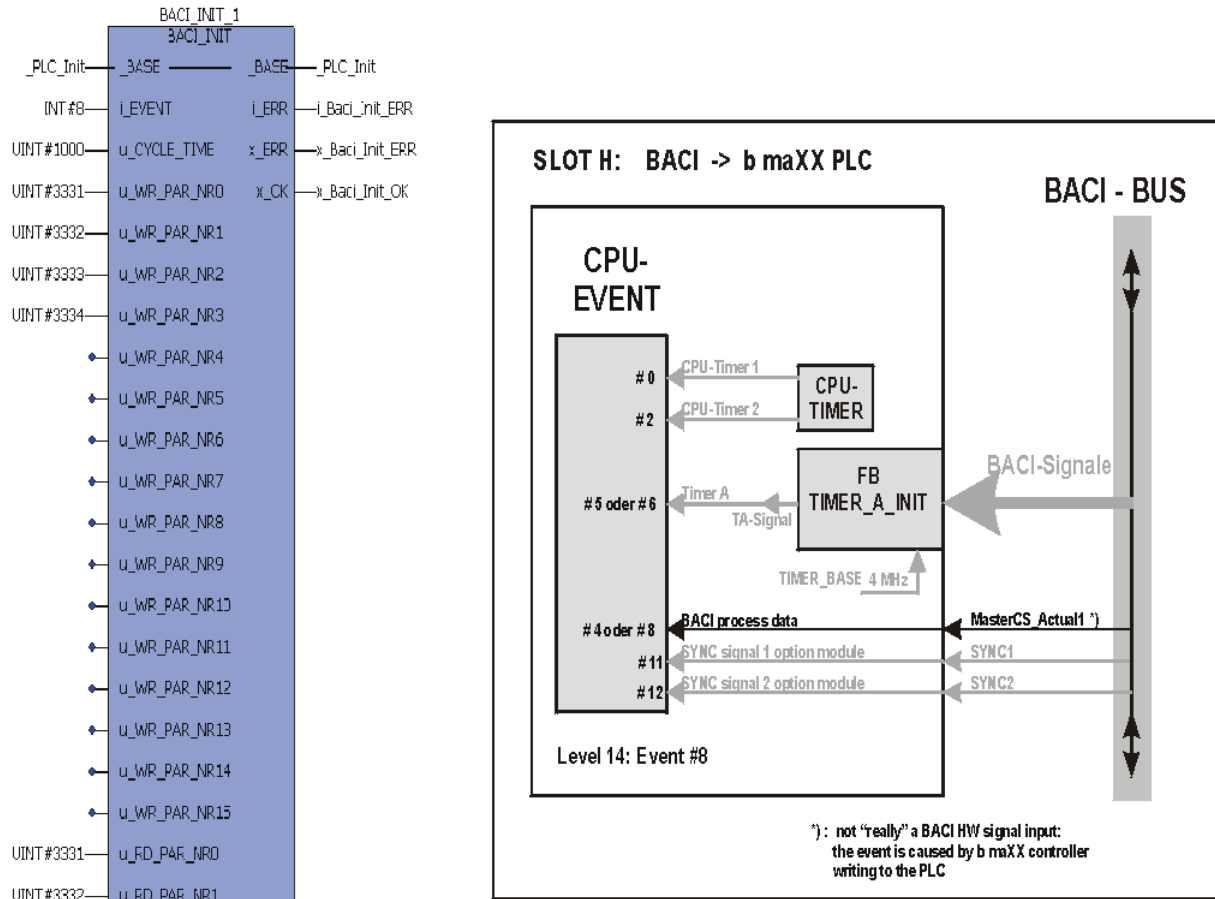 BACI_INIT_1
BACI_INIT
_PLC_Init _BASE _BASE _PLC_Init
INT#8 i_EVENT i_ERR i_Baci_Init_ERR
UINT#1000 u_CYCLE_TIME x_ERR x_Baci_Init_ERR
UINT#3331 u_WR_PAR_NR0 x_OK x_Baci_Init_OK
UINT#3332 u_WR_PAR_NR1
UINT#3333 u_WR_PAR_NR2
UINT#3334 u_WR_PAR_NR3
u_WR_PAR_NR4
u_WR_PAR_NR5
u_WR_PAR_NR6
u_WR_PAR_NR7
u_WR_PAR_NR8
u_WR_PAR_NR9
u_WR_PAR_NR10
u_WR_PAR_NR11
u_WR_PAR_NR12
u_WR_PAR_NR13
u_WR_PAR_NR14
u_WR_PAR_NR15
UINT#3331 u_RD_PAR_NR0
UINT#3332 u_RD_PAR_NR1
SLOT H: BACI -> b maXX PLC
BACI - BUS
CPU-
EVENT
#0 CPU-Timer 1
#2 CPU-Timer 2
CPU-
TIMER
#5 oder #6 Timer A
TA-Signal
FB
TIMER_A_INIT
BACI-Signale
TIMER_BASE 4 MHz
#4 oder #8 BACI process data MasterCS_Actual1 *)
#11 SYNC signal 1 option module SYNC1
#12 SYNC signal 2 option module SYNC2
Level 14: Event #8
*) : not “really” a BACI HW signal input:
the event is caused by b maXX controller
writing to the PLC